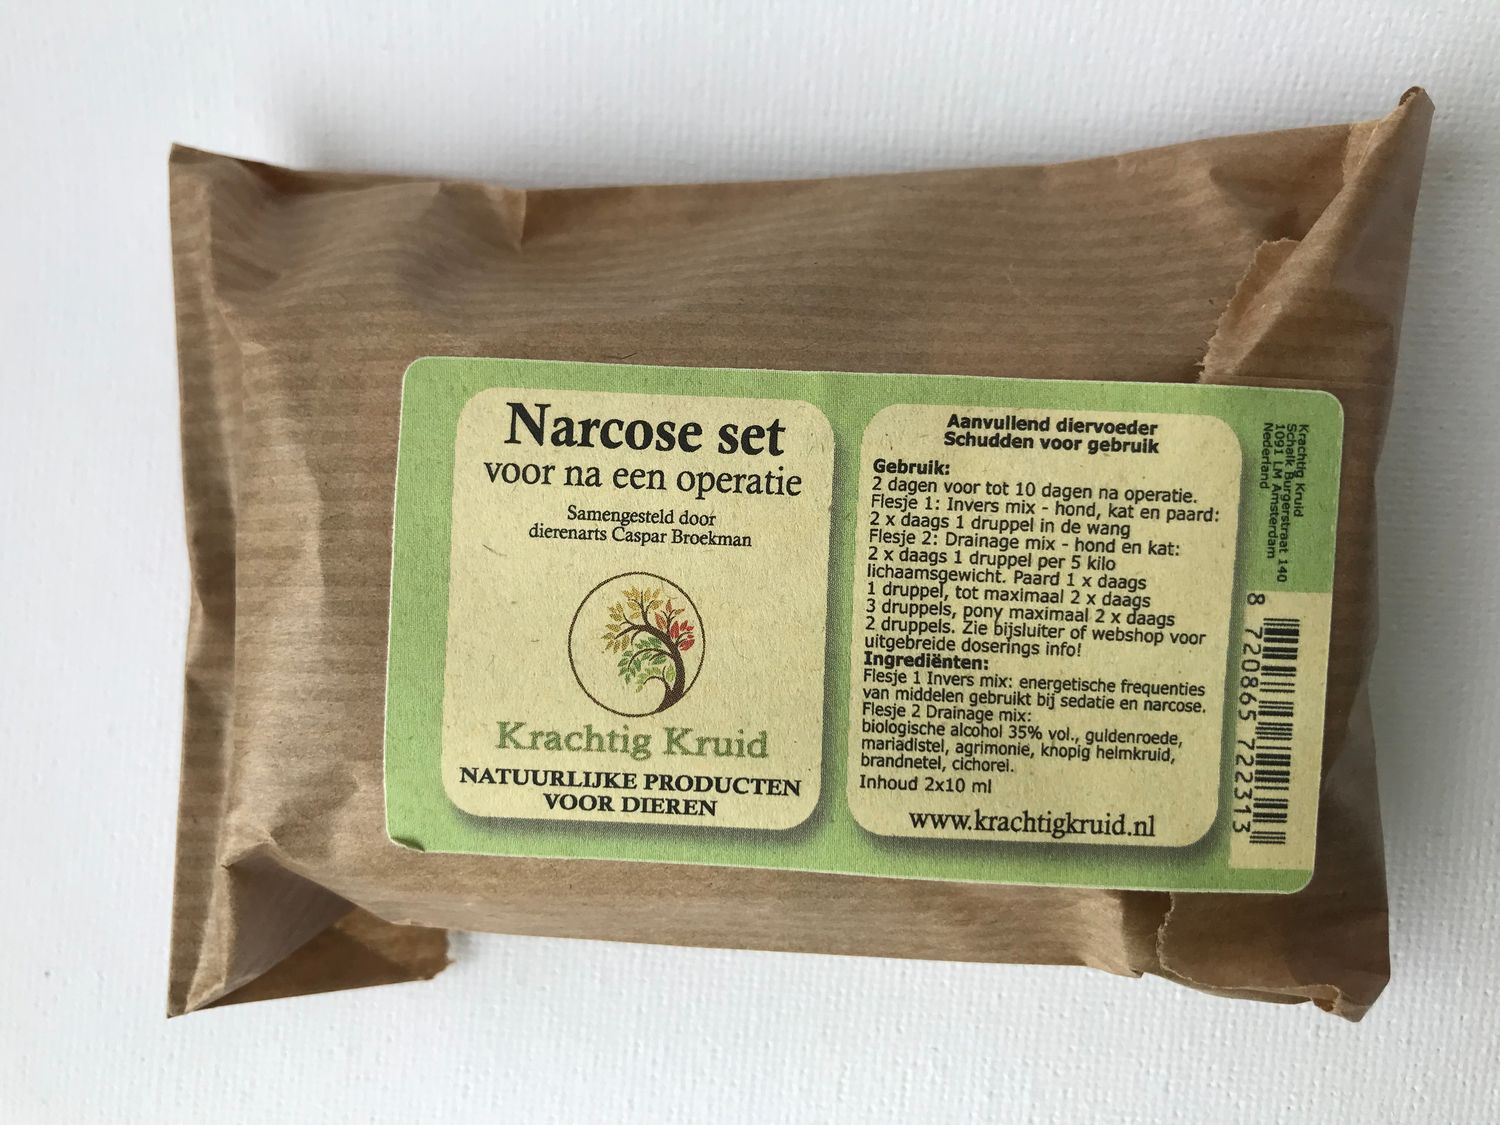 Narcose set
voor na een operatie
Samengesteld door
dierenarts Caspar Broekman
Krachtig Kruid
NATUURLIJKE PRODUCTEN
VOOR DIEREN
Aanvullend diervoeder
Schudden voor gebruik
Gebruik:
2 dagen voor tot 10 dagen na operatie.
Flesje 1: Invers mix - hond, kat en paard:
2 x daags 1 druppel in de wang
Flesje 2: Drainage mix - hond en kat:
2 x daags 1 druppel per 5 kilo
lichaamsgewicht. Paard 1 x daags
1 druppel, tot maximaal 2 x daags
3 druppels, pony maximaal 2 x daags
2 druppels. Zie bijsluiter of webshop voor
uitgebreide doserings info!
Ingrediënten:
Flesje 1 Invers mix: energetische frequenties
van middelen gebruikt bij sedatie en narcose.
Flesje 2 Drainage mix:
biologische alcohol 35% vol., guldenroede,
mariadistel, agrimonie, knopig helmkruid,
brandnetel, cichorei.
Inhoud 2x10 ml
www.krachtigkruid.nl
Krachtig Kruid
Schalk Burgerstraat 140
1091 LM Amsterdam
Nederland
8 720865 722313